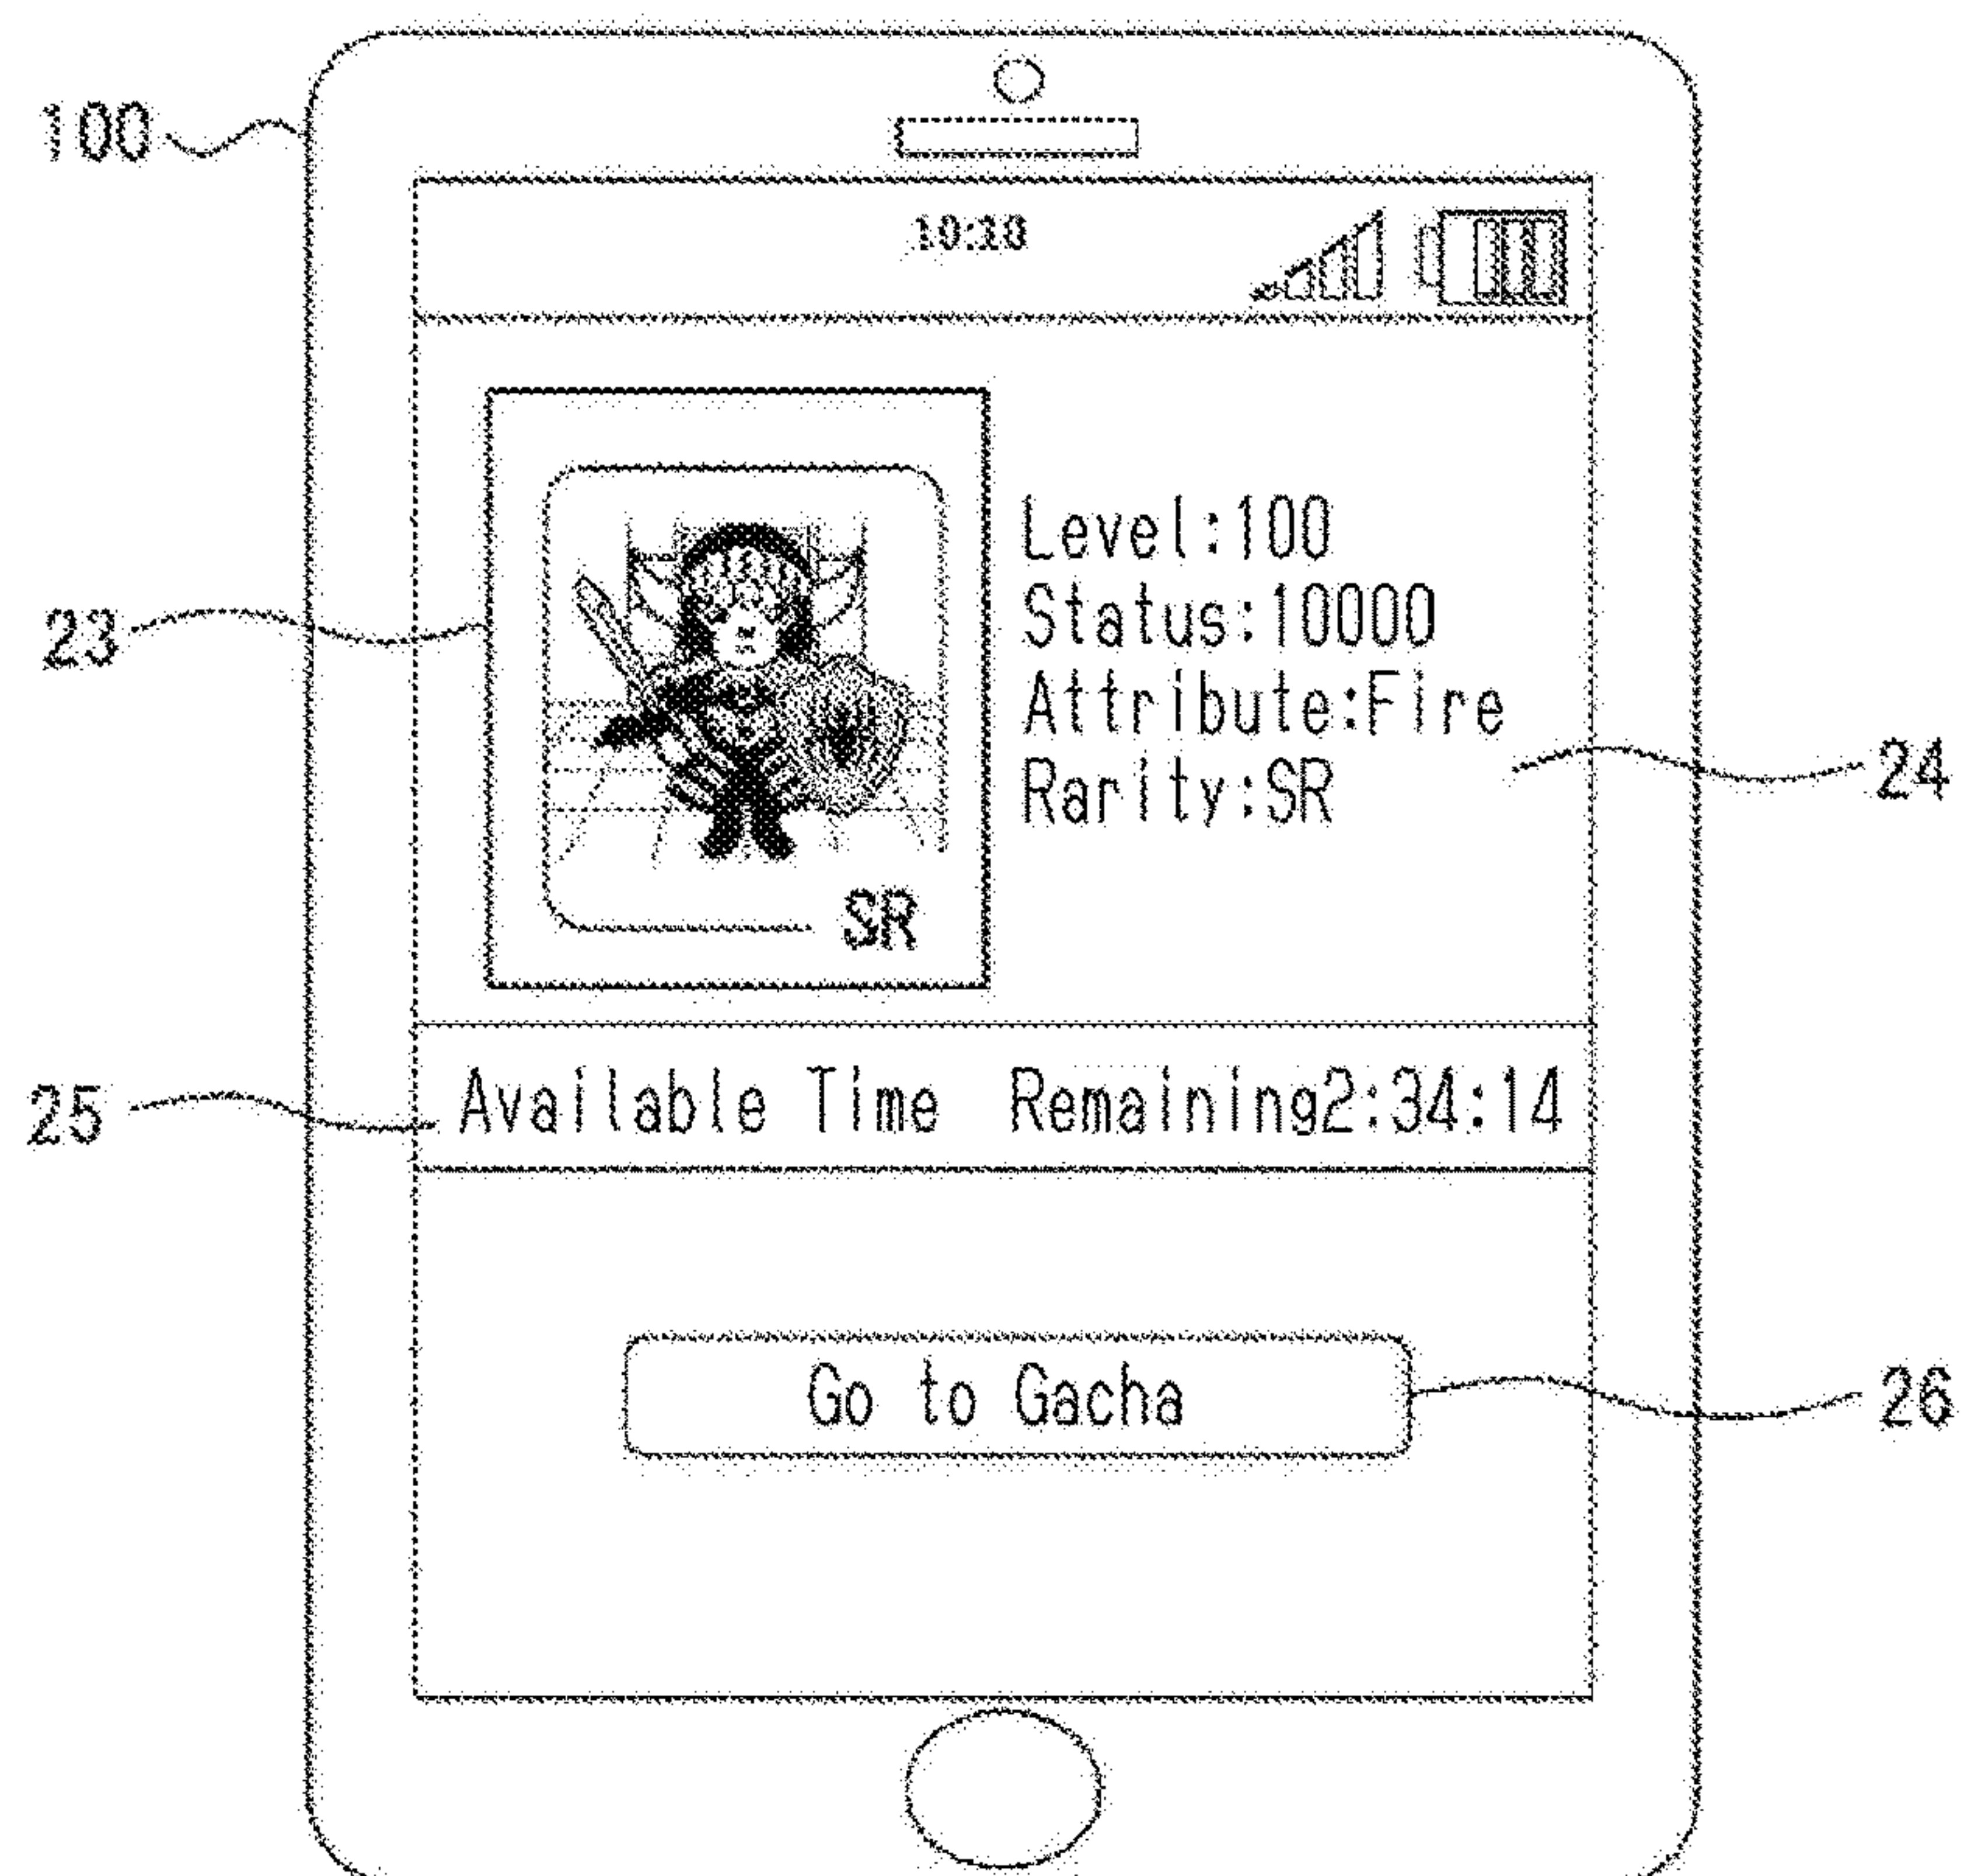 100
10:10
Level:100
Status:10000
23
Attribute:Fire
24
Rarity:SR
SR
25
Available Time Remaining2:34:14
Go to Gacha
26